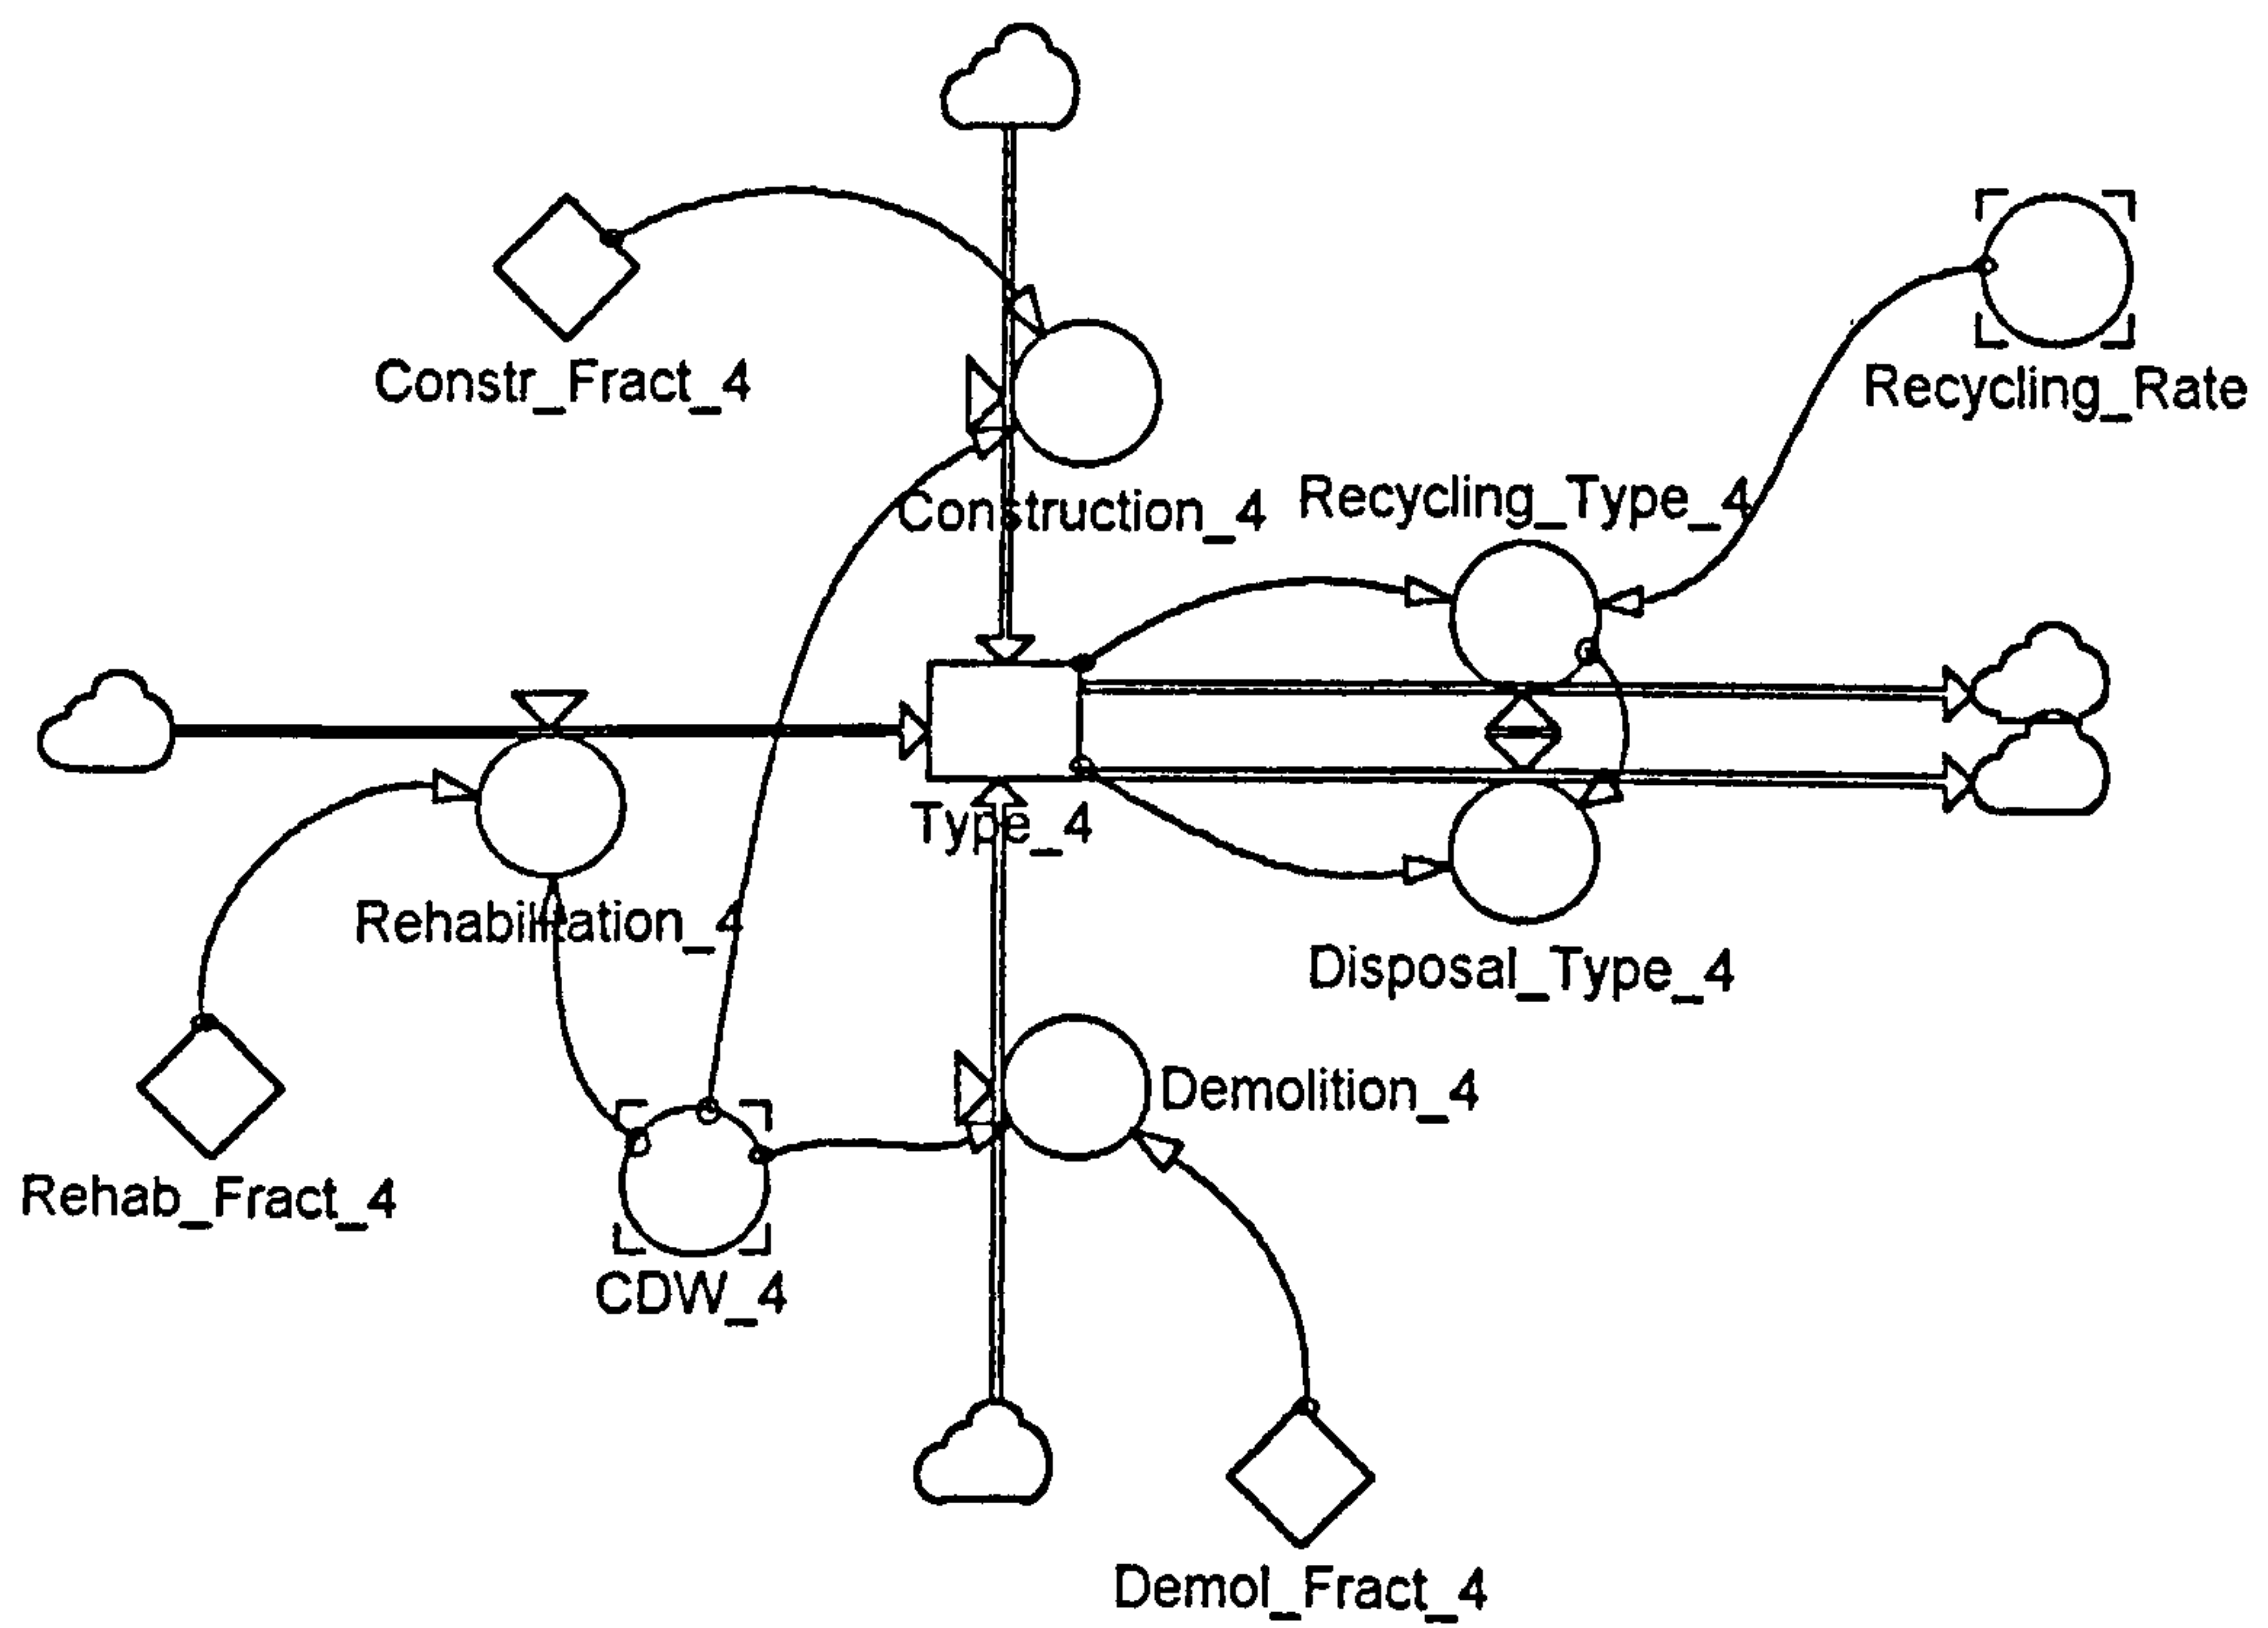 Constr_Fract_4
Recycling_Rate
Construction_4
Recycling_Type_4
Type_4
Rehabilitation_4
Disposal_Type_4
Demolition_4
Rehab_Fract_4
CDW_4
Demol_Fract_4